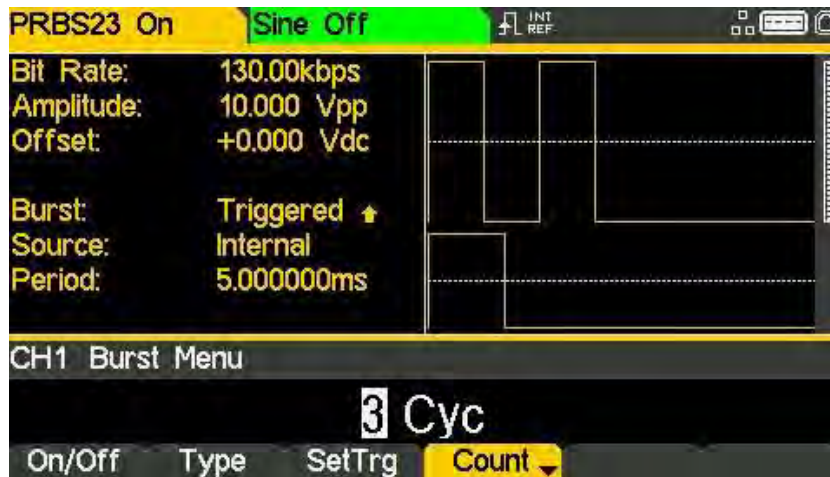 PRBS23 On Sine Off INT REF
Bit Rate: 130.00kbps
Amplitude: 10.000 Vpp
Offset: +0.000 Vdc
Burst: Triggered
Source: Internal
Period: 5.000000ms
CH1 Burst Menu
3 Cyc
On/Off Type SetTrg Count